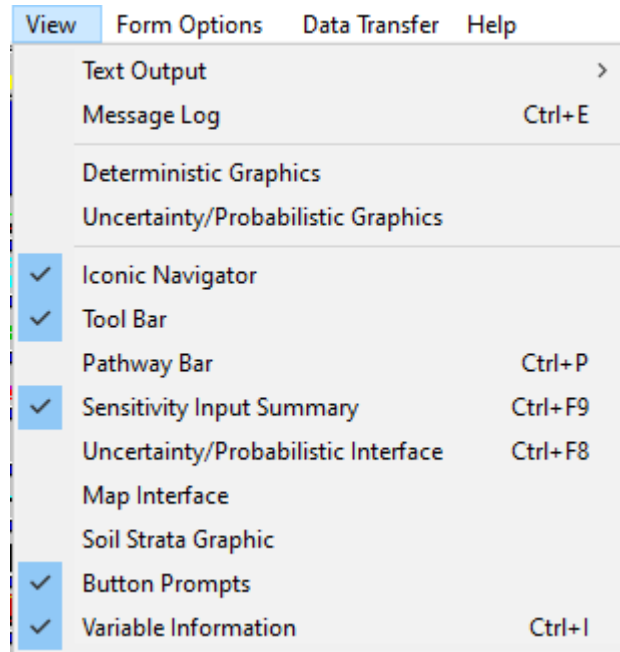 View Form Options Data Transfer Help
Text Output
Message Log Ctrl+E
Deterministic Graphics
Uncertainty/Probabilistic Graphics
Iconic Navigator
Tool Bar
Pathway Bar Ctrl+P
Sensitivity Input Summary Ctrl+F9
Uncertainty/Probabilistic Interface Ctrl+F8
Map Interface
Soil Strata Graphic
Button Prompts
Variable Information Ctrl+I